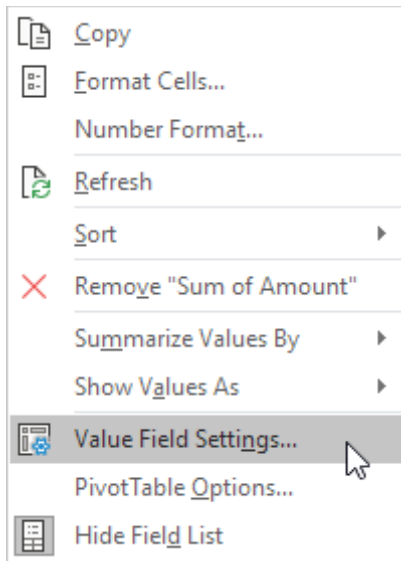 Copy
Format Cells...
Number Format...
Refresh
Sort
Remove "Sum of Amount"
Summarize Values By
Show Values As
Value Field Settings...
PivotTable Options...
Hide Field List